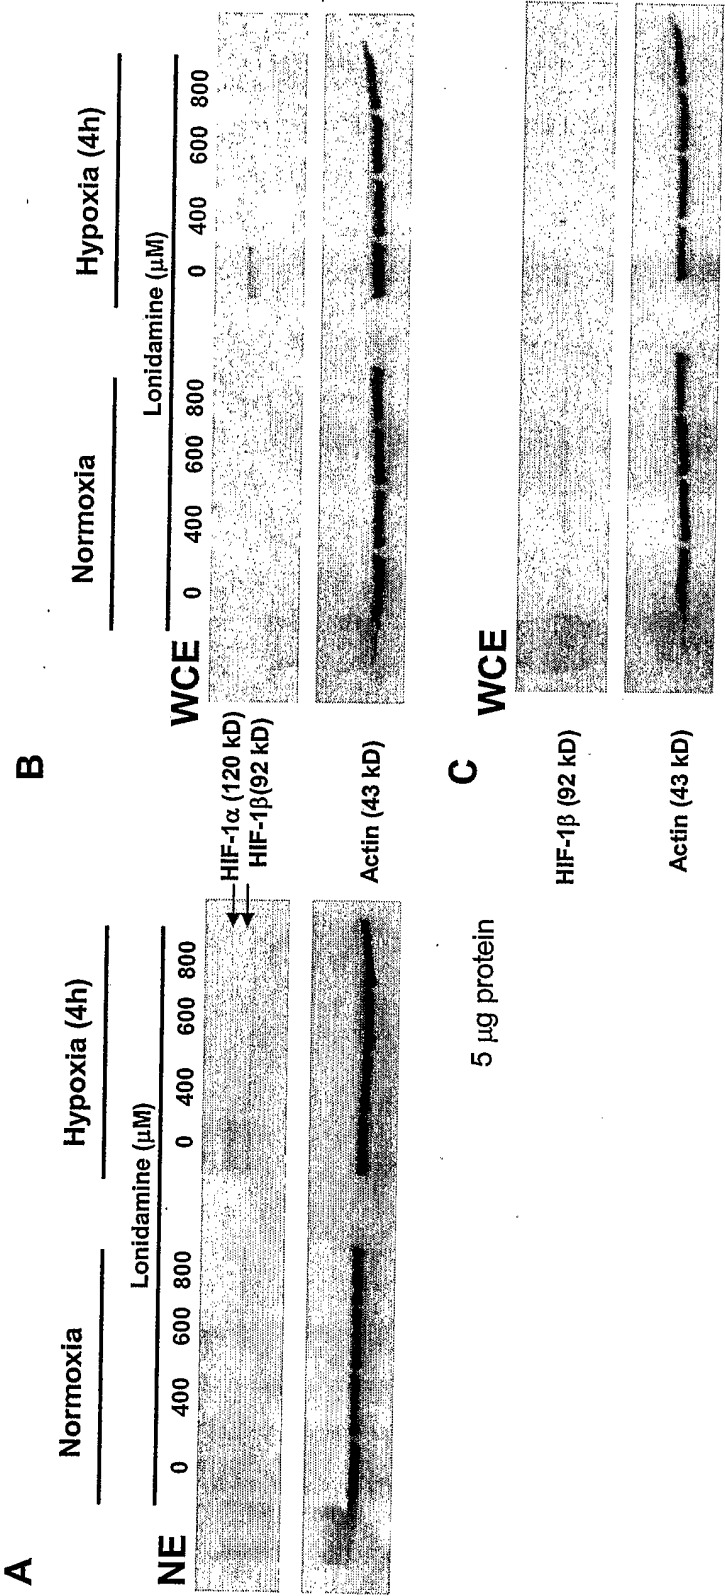 A
Normoxia Hypoxia (4h)
Lonidamine (μM)
NE 0 400 600 800 0 400 600 800
HIF-1α (120 kD)
HIF-1β(92 kD)
Actin (43 kD)
5 μg protein
B
Normoxia Hypoxia (4h)
Lonidamine (μM)
WCE 0 400 600 800 0 400 600 800
C
WCE
HIF-1β (92 kD)
Actin (43 kD)